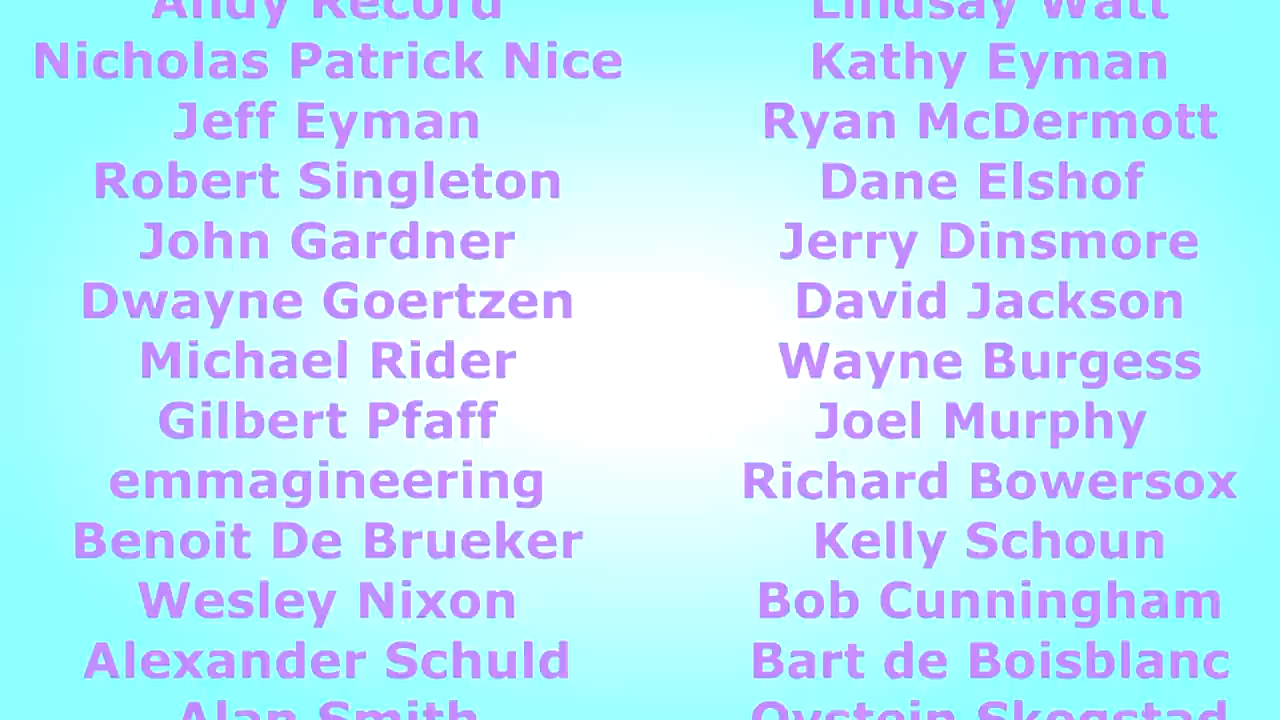 Andy Record
Lindsay Watt
Nicholas Patrick Nice
Kathy Eyman
Jeff Eyman
Ryan McDermott
Robert Singleton
Dane Elshof
John Gardner
Jerry Dinsmore
Dwayne Goertzen
David Jackson
Michael Rider
Wayne Burgess
Gilbert Pfaff
Joel Murphy
emmagineering
Richard Bowersox
Benoit De Brueker
Kelly Schoun
Wesley Nixon
Bob Cunningham
Alexander Schuld
Bart de Boisblanc
Alan Smith
Oystein Skogstad